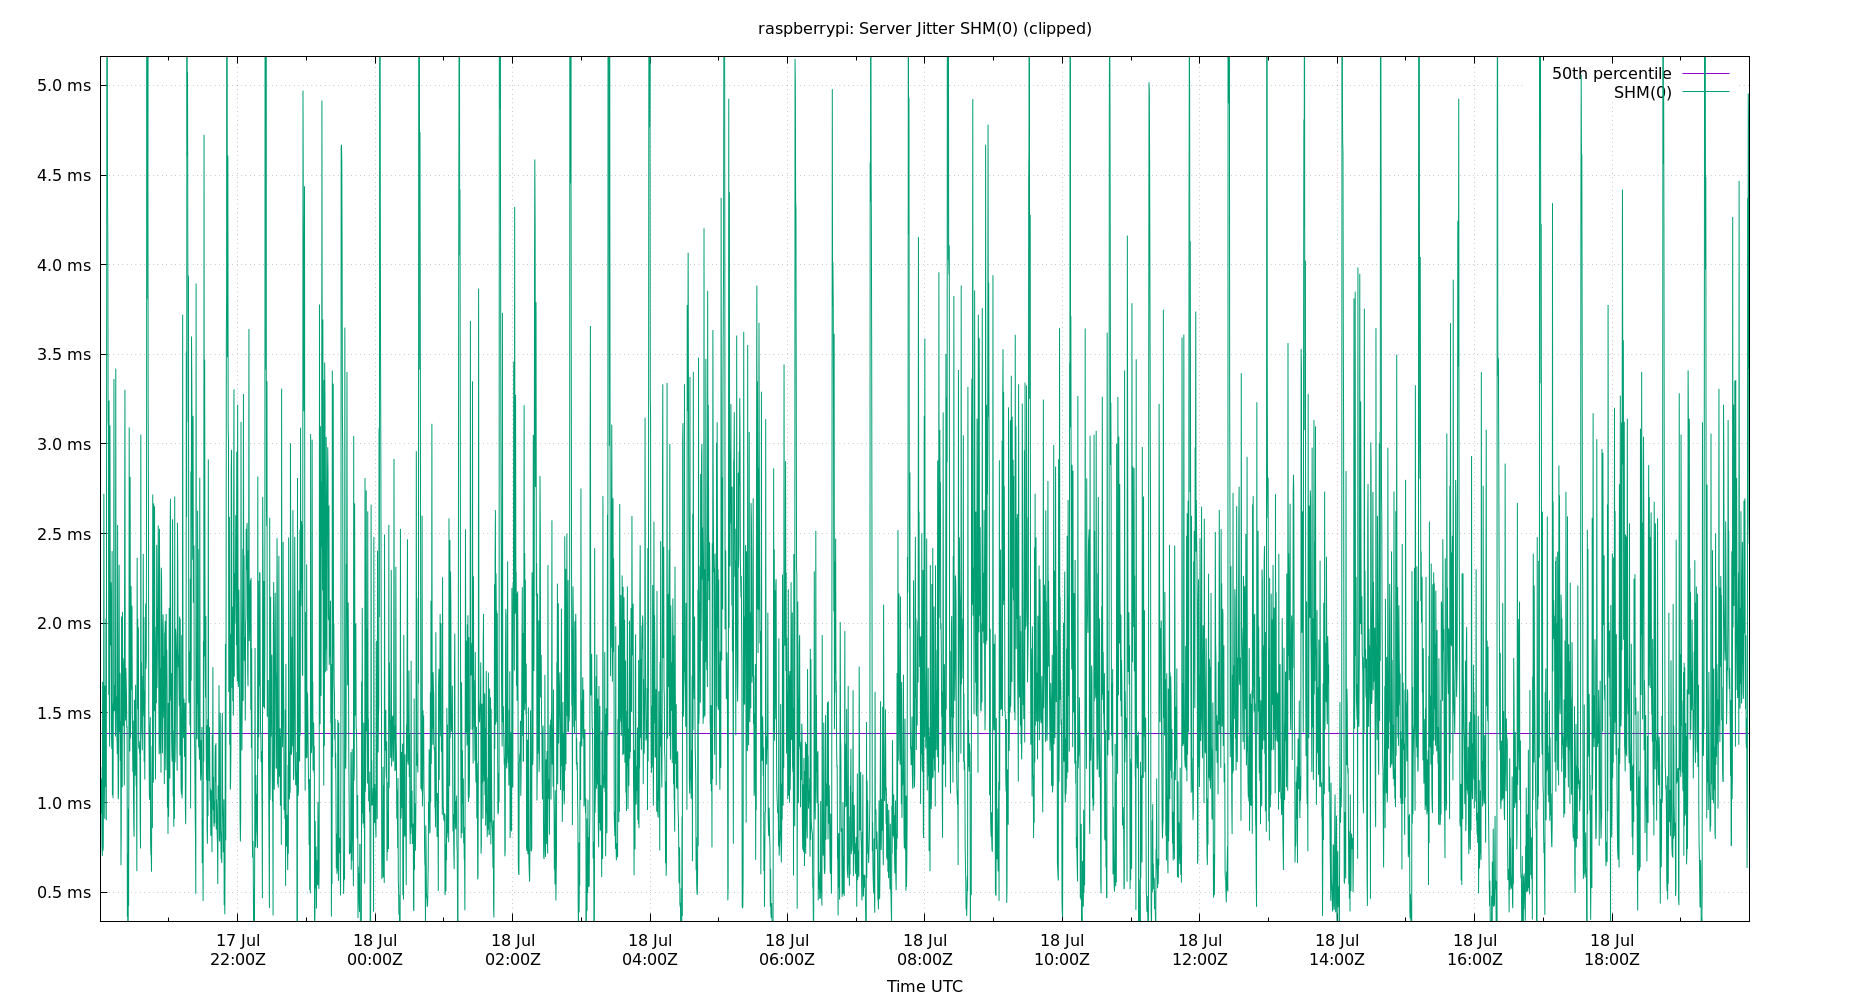 raspberrypi: Server Jitter SHM(0) (clipped)
50th percentile
SHM(0)
5.0 ms
4.5 ms
4.0 ms
3.5 ms
3.0 ms
2.5 ms
2.0 ms
1.5 ms
1.0 ms
0.5 ms
17 Jul 18 Jul 18 Jul 18 Jul 18 Jul 18 Jul 18 Jul 18 Jul 18 Jul 18 Jul 18 Jul
22:00Z 00:00Z 02:00Z 04:00Z 06:00Z 08:00Z 10:00Z 12:00Z 14:00Z 16:00Z 18:00Z
Time UTC